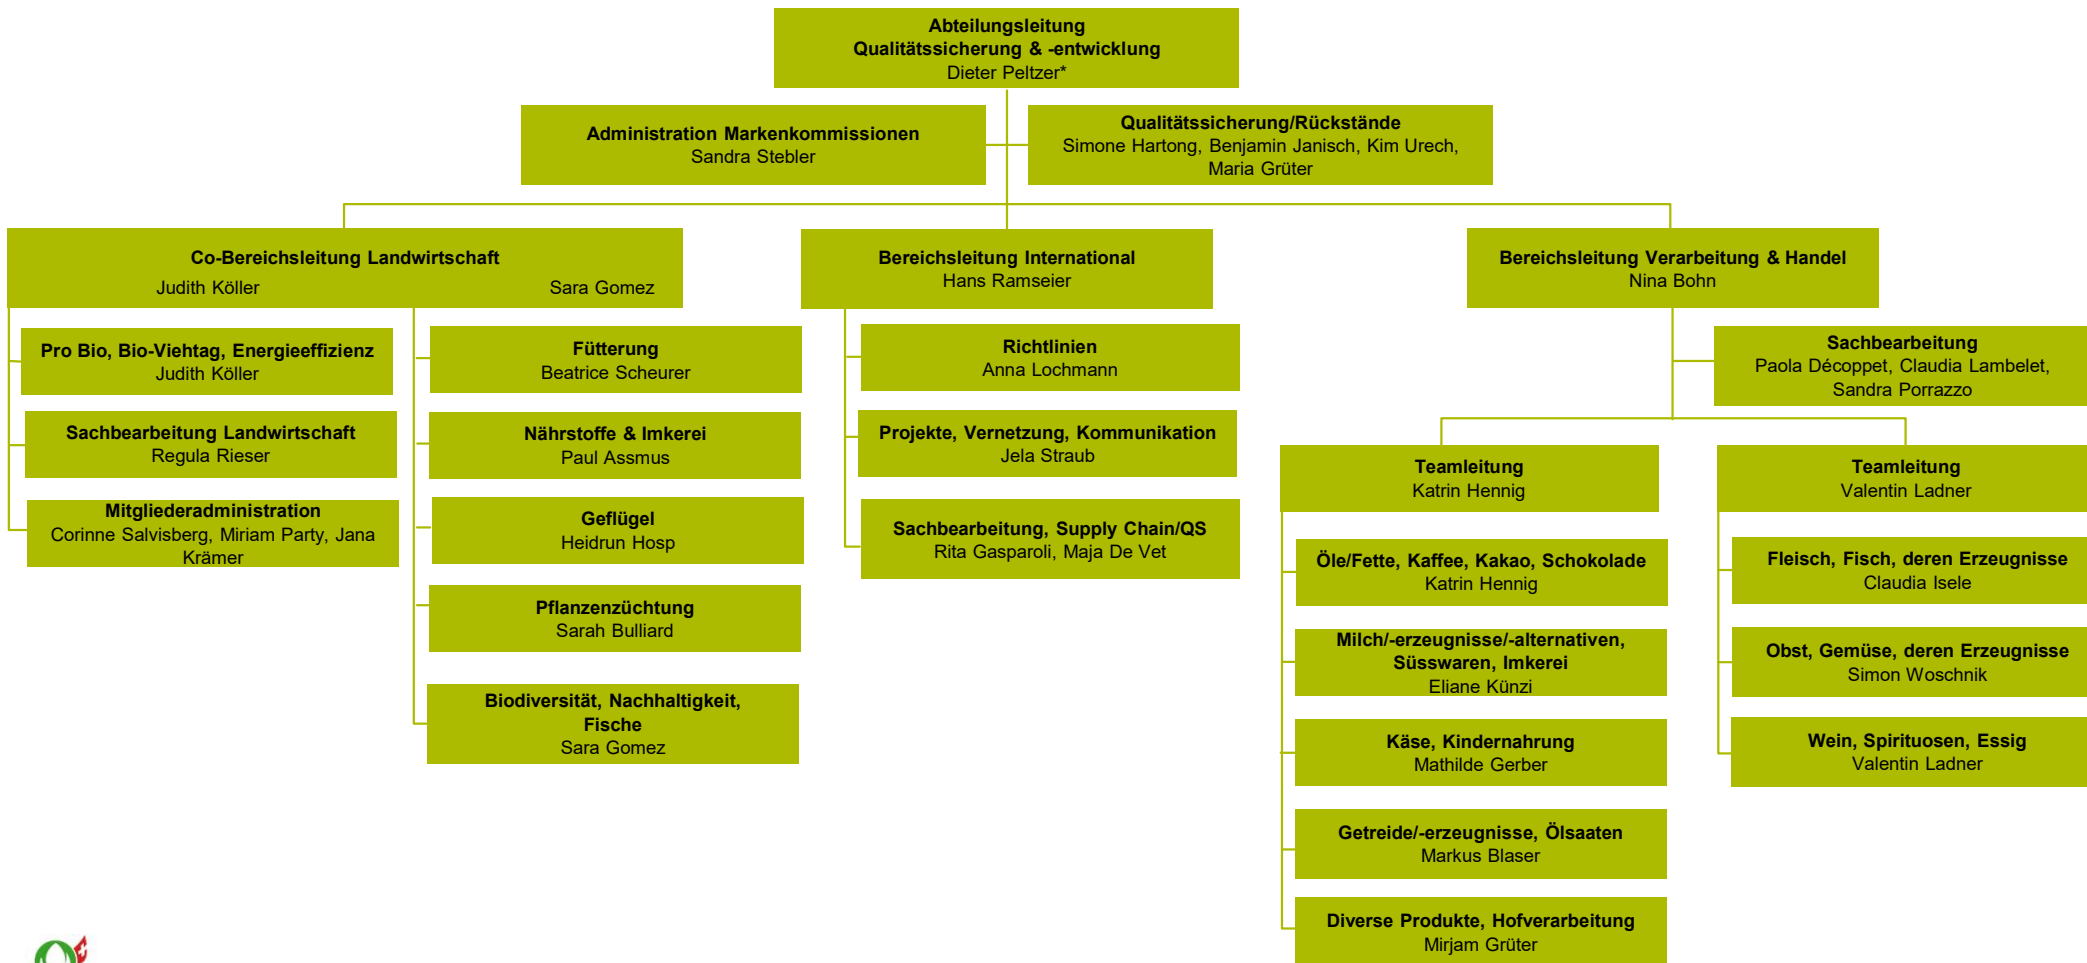 Abteilungsleitung
Qualitätssicherung & -entwicklung
Dieter Peltzer*
Administration Markenkommissionen
Sandra Stebler
Qualitätssicherung/Rückstände
Simone Hartong, Benjamin Janisch, Kim Urech,
Maria Grüter
Co-Bereichsleitung Landwirtschaft
Judith Köller Sara Gomez
Pro Bio, Bio-Viehtag, Energieeffizienz
Judith Köller
Sachbearbeitung Landwirtschaft
Regula Rieser
Mitgliederadministration
Corinne Salvisberg, Miriam Party, Jana
Krämer
Fütterung
Beatrice Scheurer
Nährstoffe & Imkerei
Paul Assmus
Geflügel
Heidrun Hosp
Pflanzenzüchtung
Sarah Bulliard
Biodiversität, Nachhaltigkeit,
Fische
Sara Gomez
Bereichsleitung International
Hans Ramseier
Richtlinien
Anna Lochmann
Projekte, Vernetzung, Kommunikation
Jela Straub
Sachbearbeitung, Supply Chain/QS
Rita Gasparoli, Maja De Vet
Bereichsleitung Verarbeitung & Handel
Nina Bohn
Sachbearbeitung
Paola Décoppet, Claudia Lambelet,
Sandra Porrazzo
Teamleitung
Katrin Hennig
Öle/Fette, Kaffee, Kakao, Schokolade
Katrin Hennig
Milch/-erzeugnisse/-alternativen,
Süsswaren, Imkerei
Eliane Künzi
Käse, Kindernahrung
Mathilde Gerber
Getreide/-erzeugnisse, Ölsaaten
Markus Blaser
Diverse Produkte, Hofverarbeitung
Mirjam Grüter
Teamleitung
Valentin Ladner
Fleisch, Fisch, deren Erzeugnisse
Claudia Isele
Obst, Gemüse, deren Erzeugnisse
Simon Woschnik
Wein, Spirituosen, Essig
Valentin Ladner